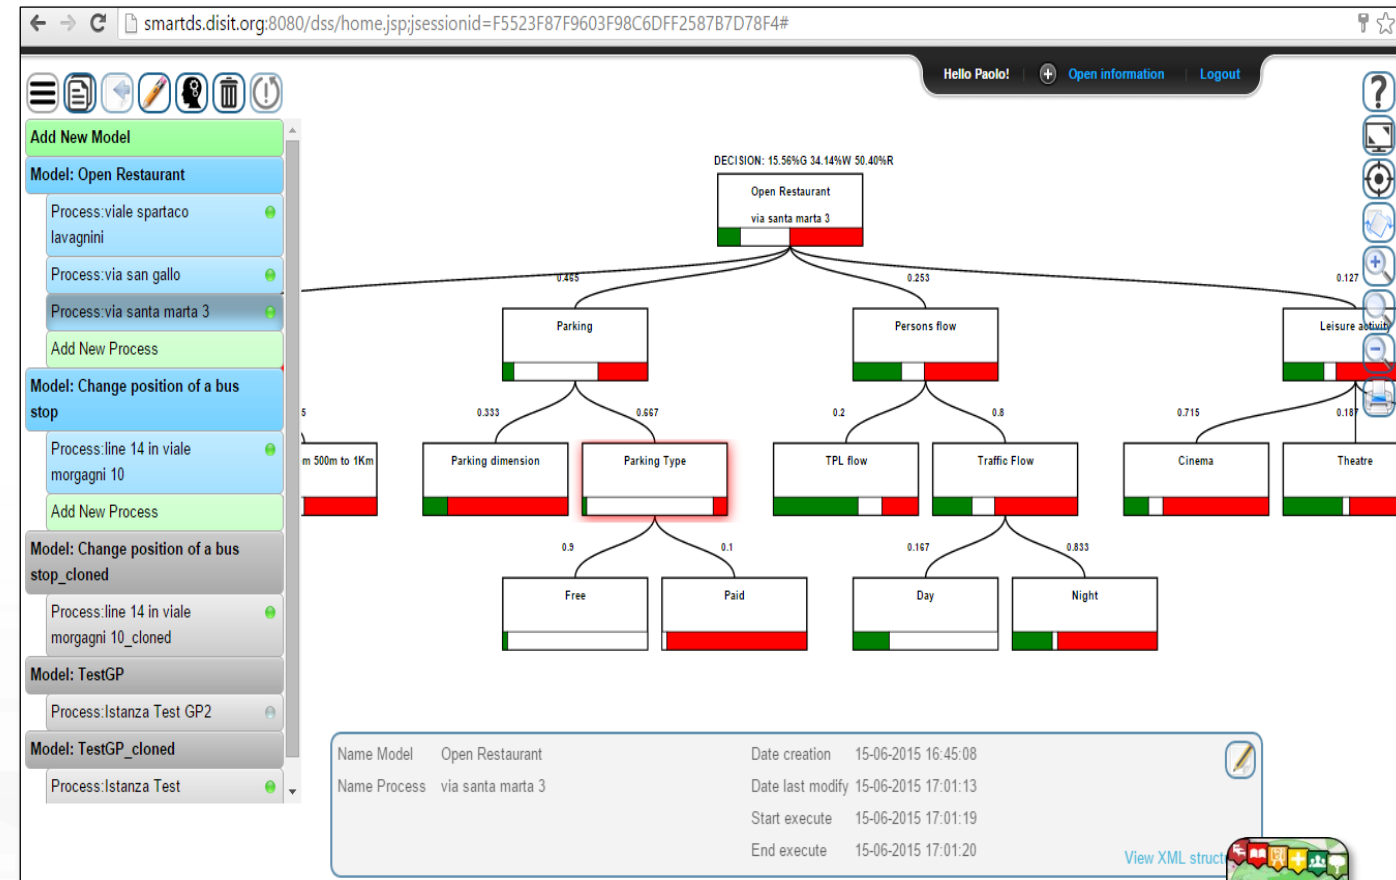 smartds.disit.org:8080/dss/home.jsp;jsessionid=F5523F87F9603F98C6DFF2587B7D78F4#
Hello Paolo!
Open information
Logout
Add New Model
Model: Open Restaurant
Process:viale spartaco
lavagnini
Process:via san gallo
Process:via santa marta 3
Add New Process
Model: Change position of a bus
stop
Process:line 14 in viale
morgagni 10
Add New Process
Model: Change position of a bus
stop_cloned
Process:line 14 in viale
morgagni 10_cloned
Model: TestGP
Process:Istanza Test GP2
Model: TestGP_cloned
Process:Istanza Test
DECISION: 15.56%G 34.14%W 50.40%R
Open Restaurant
via santa marta 3
0.465
0.253
0.127
Parking
Persons flow
Leisure activity
5
0.333
0.667
0.2
0.8
0.715
0.187
m 500m to 1Km
Parking dimension
Parking Type
TPL flow
Traffic Flow
Cinema
Theatre
0.9
0.1
0.167
0.833
Free
Paid
Day
Night
Name Model Open Restaurant
Name Process via santa marta 3
Date creation 15-06-2015 16:45:08
Date last modify 15-06-2015 17:01:13
Start execute 15-06-2015 17:01:19
End execute 15-06-2015 17:01:20
View XML struct